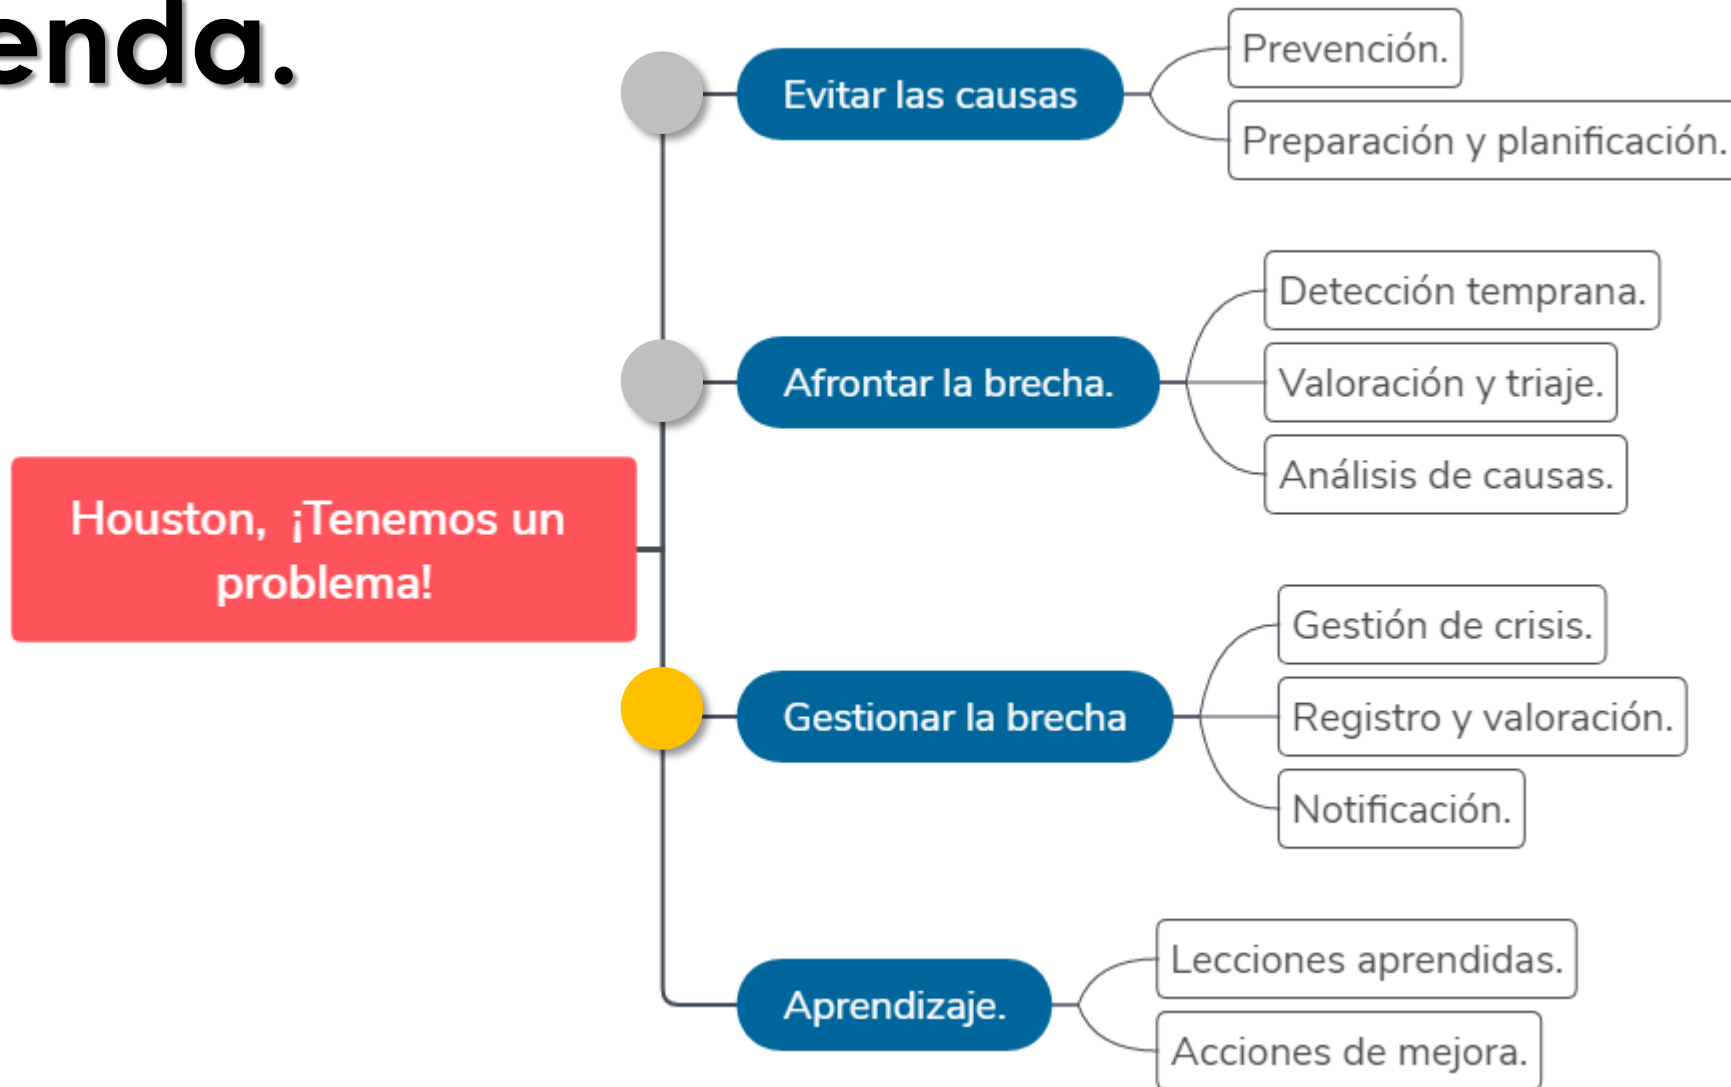 enda.
Houston, ¡Tenemos un
problema!
Evitar las causas
Prevención.
Preparación y planificación.
Afrontar la brecha.
Detección temprana.
Valoración y triaje.
Análisis de causas.
Gestionar la brecha
Gestión de crisis.
Registro y valoración.
Notificación.
Aprendizaje.
Lecciones aprendidas.
Acciones de mejora.